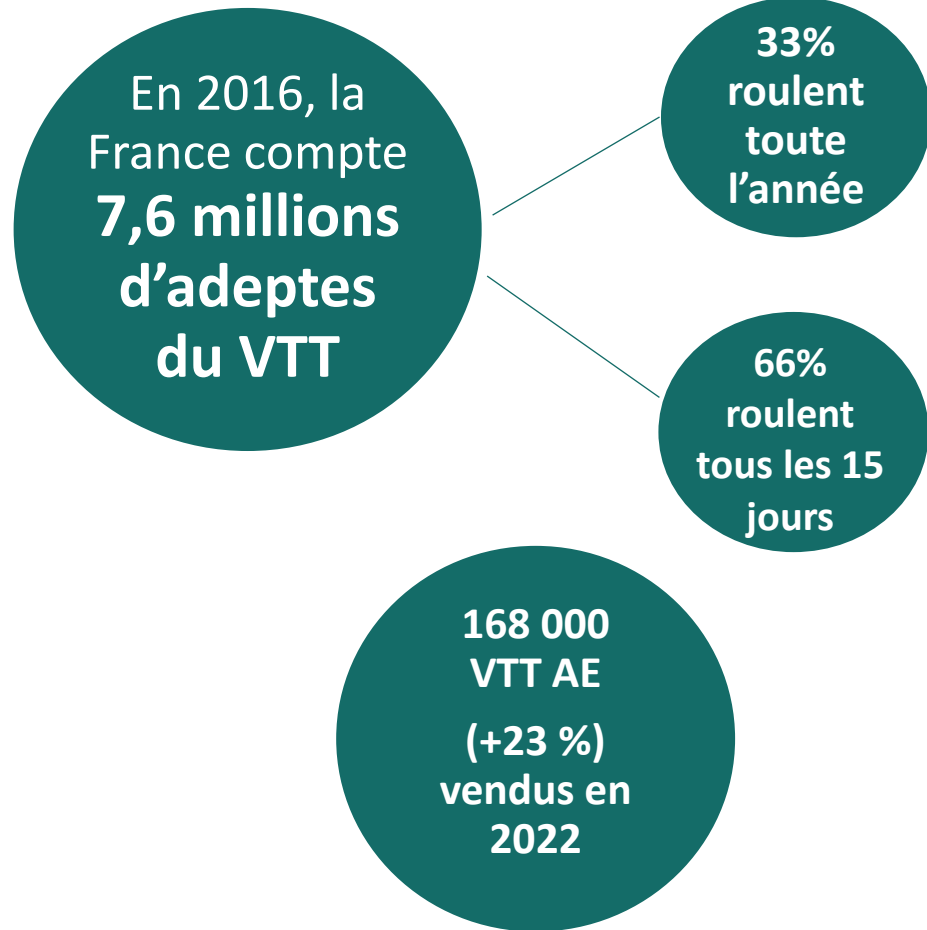 En 2016, la
France compte
7,6 millions
d’adeptes
du VTT
33%
roulent
toute
l’année
66%
roulent
tous les 15
jours
168 000
VTT AE
(+23 %)
vendus en
2022